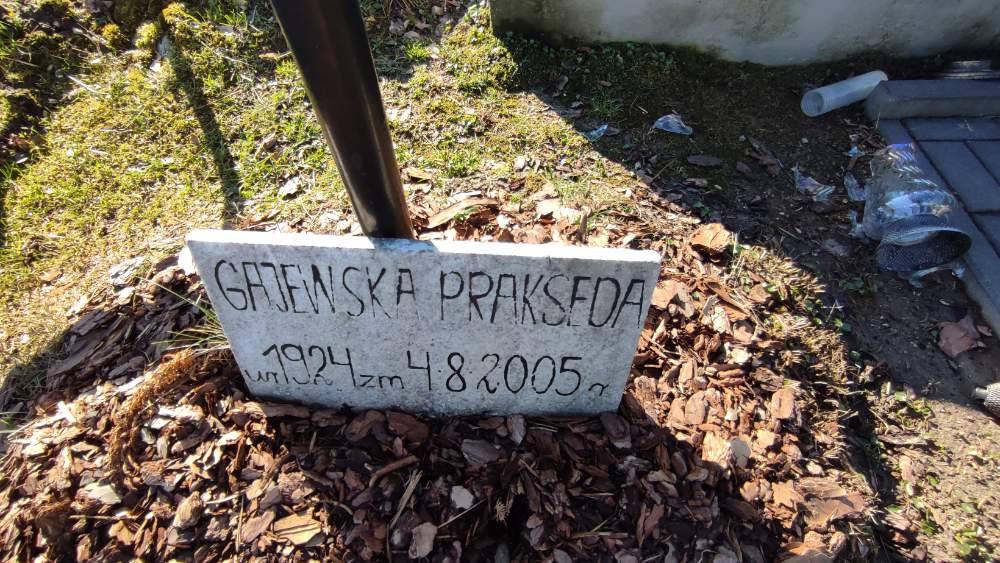 GAJEWSKA PRAKSEDA
ur 1924 zm 4.8.2005 r